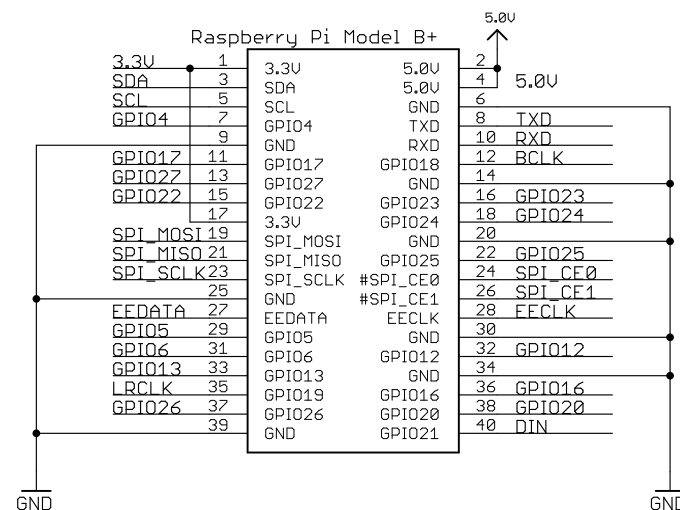 5.0V
Raspberry Pi Model B+
3.3V 1 3.3V 5.0V 2
SDA 3 SDA 5.0V 4 5.0V
SCL 5 SCL GND 6
GPIO4 7 GPIO4 TXD 8 TXD
9 GND RXD 10 RXD
GPIO17 11 GPIO17 GPIO18 12 BCLK
GPIO27 13 GPIO27 GND 14
GPIO22 15 GPIO22 GPIO23 16 GPIO23
17 3.3V GPIO24 18 GPIO24
SPI_MOSI 19 SPI_MOSI GND 20
SPI_MISO 21 SPI_MISO GPIO25 22 GPIO25
SPI_SCLK 23 SPI_SCLK #SPI_CE0 24 SPI_CE0
25 GND #SPI_CE1 26 SPI_CE1
EEDATA 27 EEDATA EECLK 28 EECLK
GPIO5 29 GPIO5 GND 30
GPIO6 31 GPIO6 GPIO12 32 GPIO12
GPIO13 33 GPIO13 GND 34
LRCLK 35 GPIO19 GPIO16 36 GPIO16
GPIO26 37 GPIO26 GPIO20 38 GPIO20
39 GND GPIO21 40 DIN
GND GND